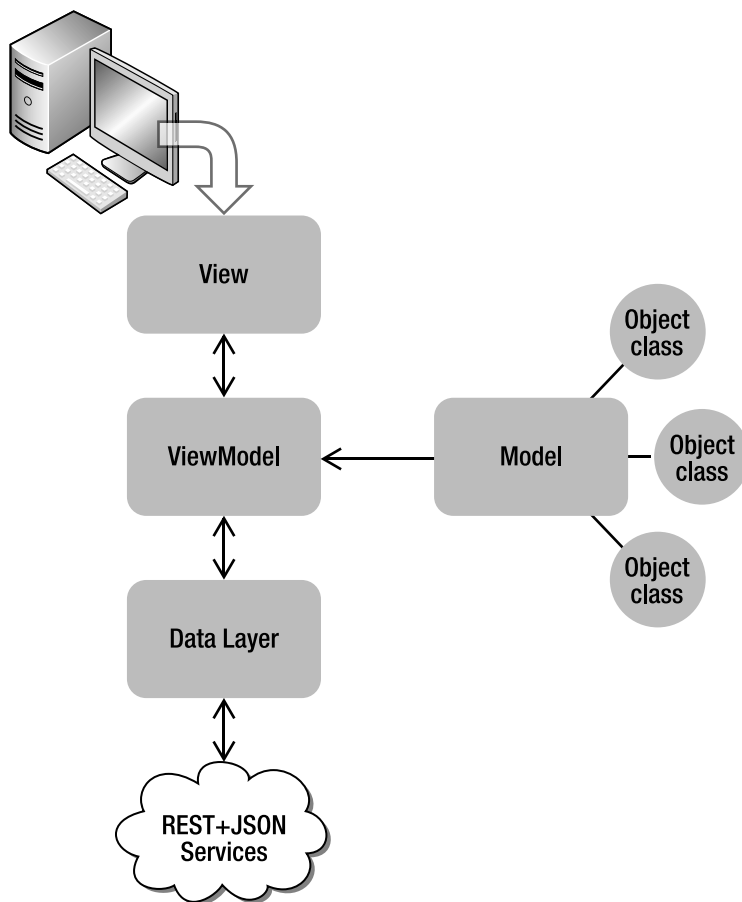 View
Object
class
ViewModel
Model
Object
class
Object
class
Data Layer
REST+JSON
Services